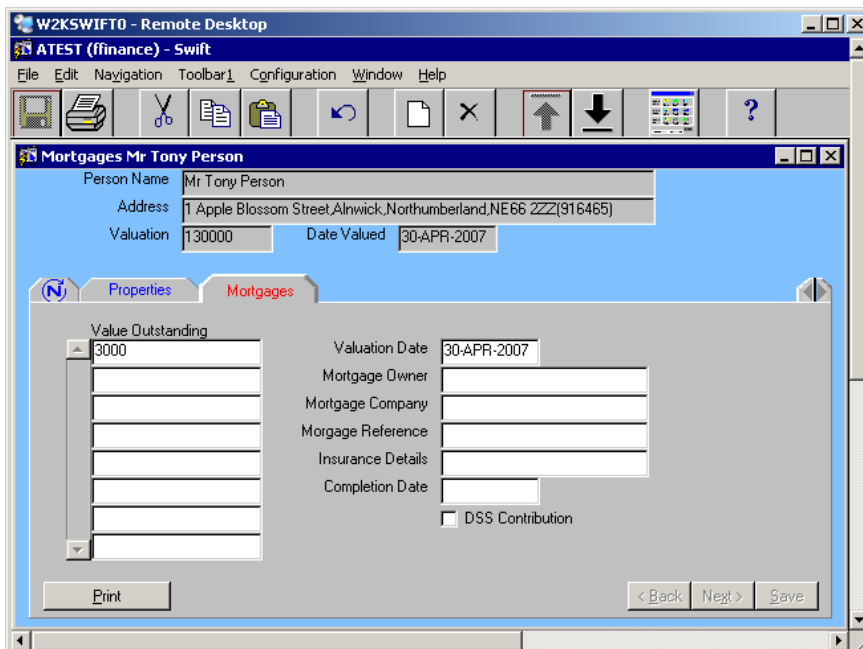 W2KSWIFT0 - Remote Desktop
ATEST (ffinance) - Swift
File Edit Navigation Toolbar1 Configuration Window Help
?
Mortgages Mr Tony Person
Person Name Mr Tony Person
Address 1 Apple Blossom Street,Alnwick,Northumberland,NE66 2ZZ(916465)
Valuation 130000 Date Valued 30-APR-2007
N Properties Mortgages
Value Outstanding
3000 Valuation Date 30-APR-2007
Mortgage Owner
Mortgage Company
Morgage Reference
Insurance Details
Completion Date
DSS Contribution
Print < Back Next > Save